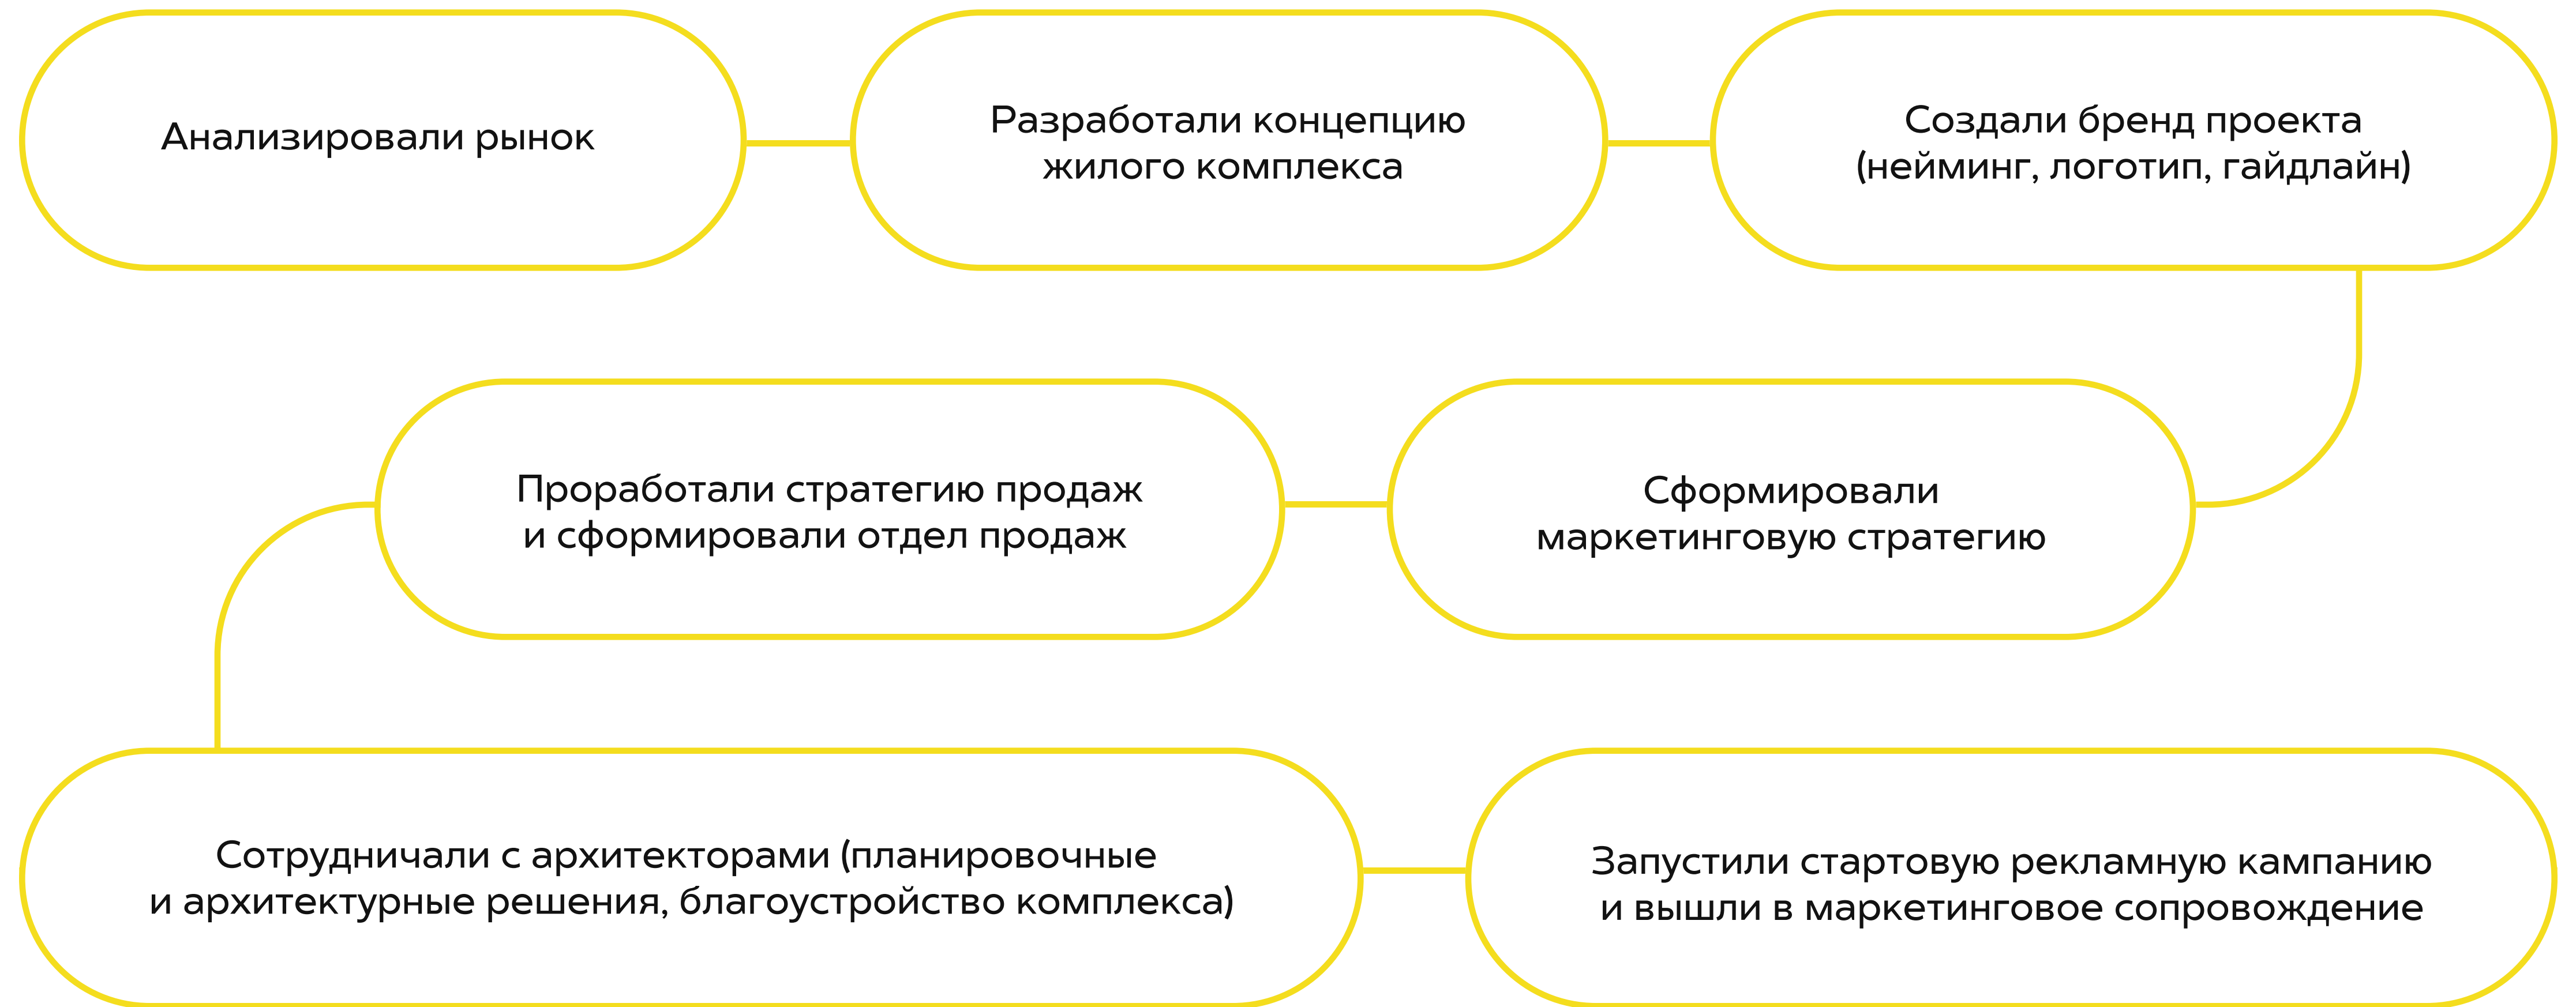 Анализировали рынок
Разработали концепцию
жилого комплекса
Создали бренд проекта
(нейминг, логотип, гайдлайн)
Проработали стратегию продаж
и сформировали отдел продаж
Сформировали
маркетинговую стратегию
Сотрудничали с архитекторами (планировочные
и архитектурные решения, благоустройство комплекса)
Запустили стартовую рекламную кампанию
и вышли в маркетинговое сопровождение